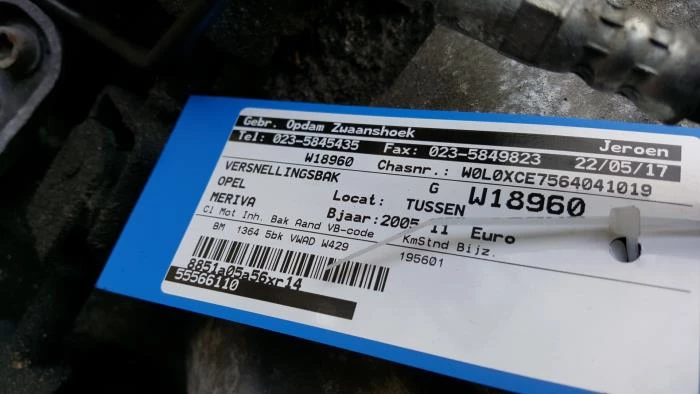 Gebr. Opdam Zwaanshoek Jeroen
Tel: 023-5845435 Fax: 023-5849823 22/05/17
W18960 Chasnr.: W0L0XCE7564041019
VERSNELLINGSBAK G W18960
OPEL Locat: TUSSEN
MERIVA Bjaar:2005 11 Euro
Cl Mot Inh. Bak Aand VB-code KmStnd Bijz.
BM 1364 5bk VWAD W429 195601
8851a05a56xr14
55566110